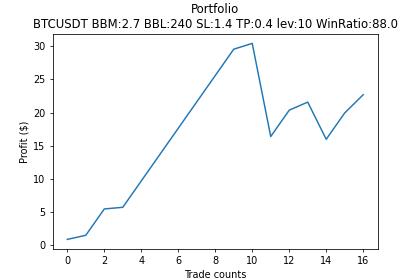 Portfolio
BTCUSDT BBM:2.7 BBL:240 SL:1.4 TP:0.4 lev:10 WinRatio:88.0
30
25
20
15
10
5
0
Profit ($)
0 2 4 6 8 10 12 14 16
Trade counts